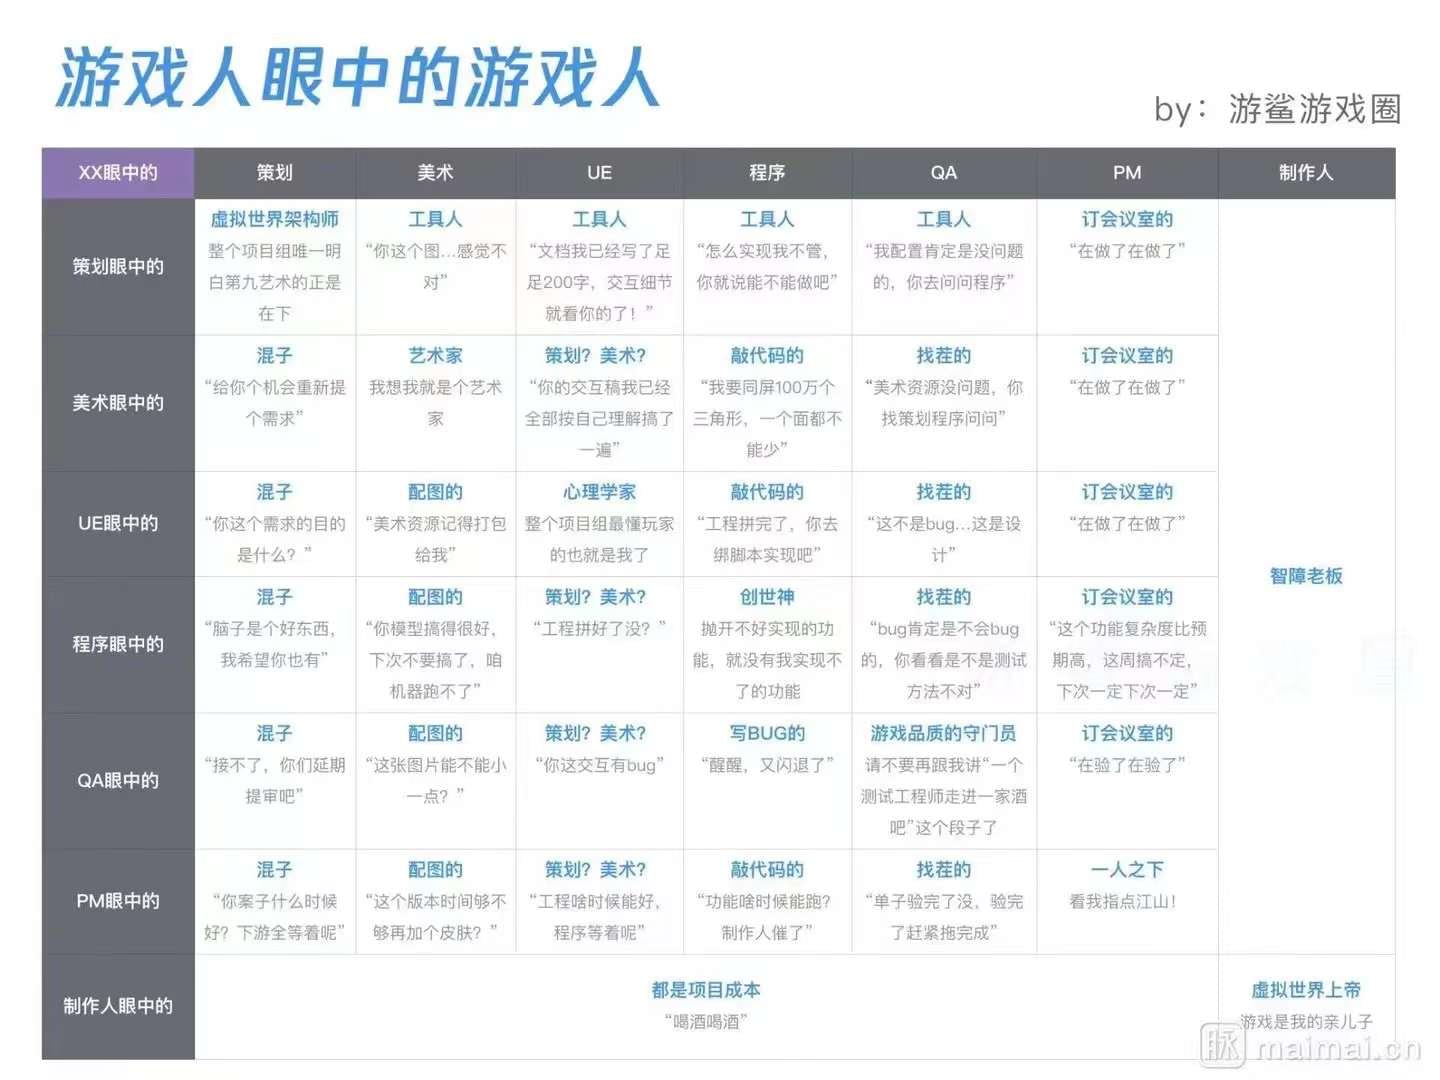 游戏人眼中的游戏人
by：游鲨游戏圈
XX眼中的 策划 美术 UE 程序 QA PM 制作人
策划眼中的
虚拟世界架构师
整个项目组唯一明
白第九艺术的正是
在下
工具人
“你这个图...感觉不
对”
工具人
“文档我已经写了足
足200字，交互细节
就看你的了！”
工具人
“怎么实现我不管，
你就说能不能做吧”
工具人
“我配置肯定是没问题
的，你去问问程序”
订会议室的
“在做了在做了”
美术眼中的
混子
“给你个机会重新提
个需求”
艺术家
我想我就是个艺术
家
策划？美术？
“你的交互稿我已经
全部按自己理解搞了
一遍”
敲代码的
“我要同屏100万个
三角形，一个面都不
能少”
找茬的
“美术资源没问题，你
找策划程序问问”
订会议室的
“在做了在做了”
UE眼中的
混子
“你这个需求的目的
是什么？”
配图的
“美术资源记得打包
给我”
心理学家
整个项目组最懂玩家
的也就是我了
敲代码的
“工程拼完了，你去
绑脚本实现吧”
找茬的
“这不是bug...这是设
计”
订会议室的
“在做了在做了”
智障老板
程序眼中的
混子
“脑子是个好东西，
我希望你也有”
配图的
“你模型搞得很好，
下次不要搞了，咱
机器跑不了”
策划？美术？
“工程拼好了没？”
创世神
抛开不好实现的功
能，就没有我实现不
了的功能
找茬的
“bug肯定是不会bug
的，你看看是不是测试
方法不对”
订会议室的
“这个功能复杂度比预
期高，这周搞不定，
下次一定下次一定”
QA眼中的
混子
“接不了，你们延期
提审吧”
配图的
“这张图片能不能小
一点？”
策划？美术？
“你这交互有bug”
写BUG的
“醒醒，又闪退了”
游戏品质的守门员
请不要再跟我讲“一个
测试工程师走进一家酒
吧”这个段子了
订会议室的
“在验了在验了”
PM眼中的
混子
“你案子什么时候
好？下游全等着呢”
配图的
“这个版本时间够不
够再加个皮肤？”
策划？美术？
“工程啥时候能好，
程序等着呢”
敲代码的
“功能啥时候能跑？
制作人催了”
找茬的
“单子验完了没，验完
了赶紧拖完成”
一人之下
看我指点江山！
制作人眼中的
都是项目成本
“喝酒喝酒”
虚拟世界上帝
游戏是我的亲儿子
脉 maimai.cn